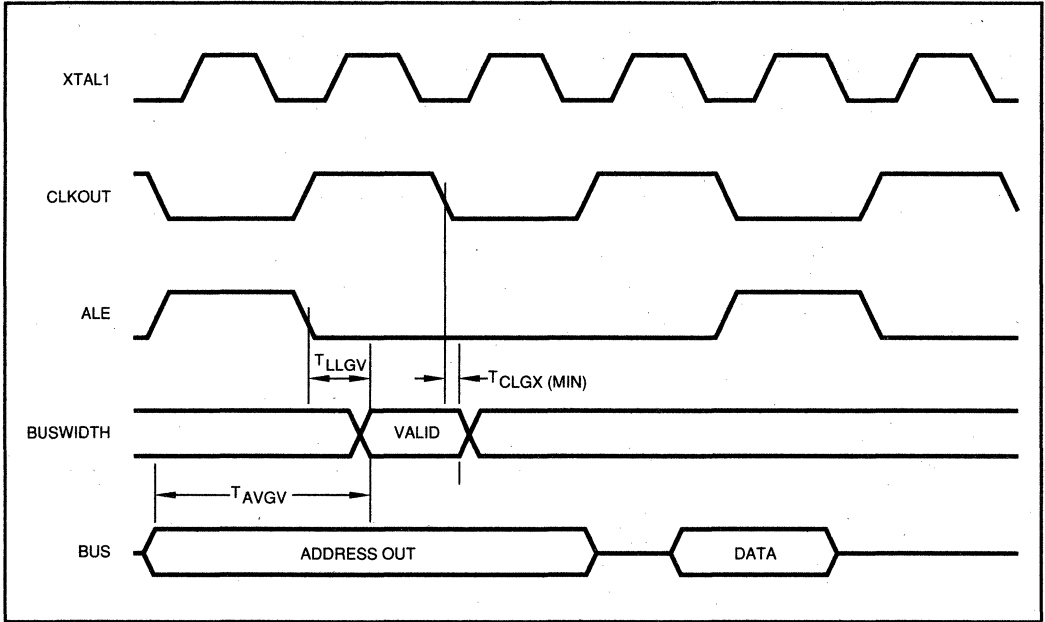 XTAL1
CLKOUT
ALE
TLLGV
TCLGX (MIN)
BUSWIDTH
VALID
TAVGV
BUS
ADDRESS OUT
DATA